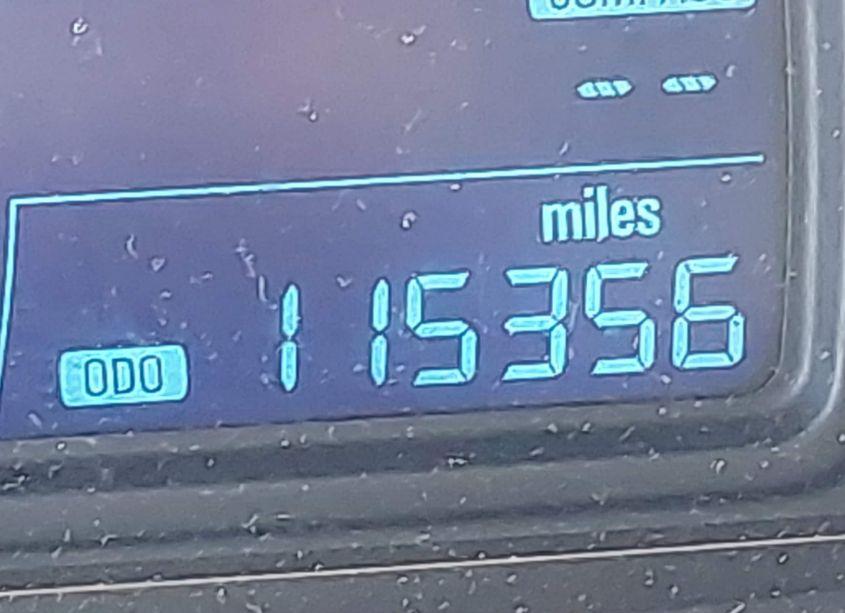 -- --
miles
ODO 115356